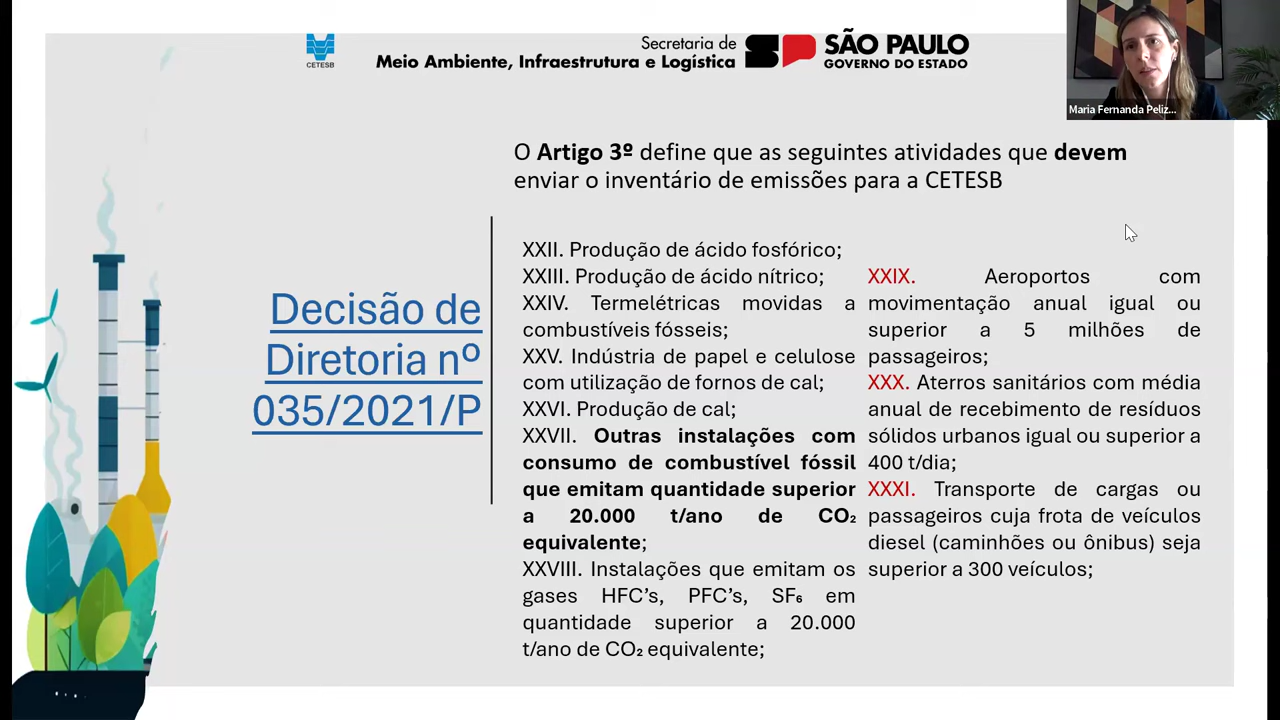 CETESB
Secretaria de
Meio Ambiente, Infraestrutura e Logística
SP
SÃO PAULO
GOVERNO DO ESTADO
Maria Fernanda Peliz...
O Artigo 3º define que as seguintes atividades que devem
enviar o inventário de emissões para a CETESB
Decisão de
Diretoria nº
035/2021/P
XXII. Produção de ácido fosfórico;
XXIII. Produção de ácido nítrico;
XXIV. Termelétricas movidas a
combustíveis fósseis;
XXV. Indústria de papel e celulose
com utilização de fornos de cal;
XXVI. Produção de cal;
XXVII. Outras instalações com
consumo de combustível fóssil
que emitam quantidade superior
a 20.000 t/ano de CO₂
equivalente;
XXVIII. Instalações que emitam os
gases HFC’s, PFC’s, SF₆ em
quantidade superior a 20.000
t/ano de CO₂ equivalente;
XXIX. Aeroportos com
movimentação anual igual ou
superior a 5 milhões de
passageiros;
XXX. Aterros sanitários com média
anual de recebimento de resíduos
sólidos urbanos igual ou superior a
400 t/dia;
XXXI. Transporte de cargas ou
passageiros cuja frota de veículos
diesel (caminhões ou ônibus) seja
superior a 300 veículos;